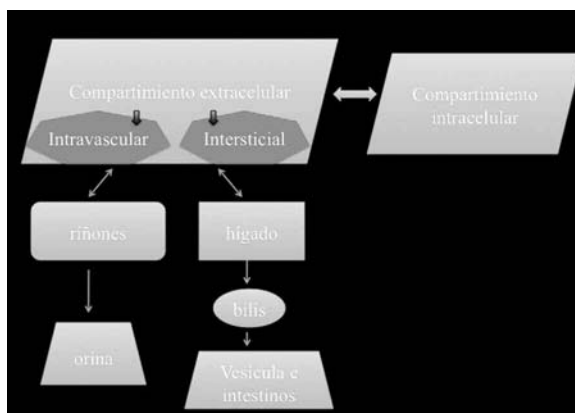 Compartimiento extracelular
Compartimiento
intracelular
Intravascular
Intersticial
riñones
hígado
bilis
orina
Vesícula e
intestinos